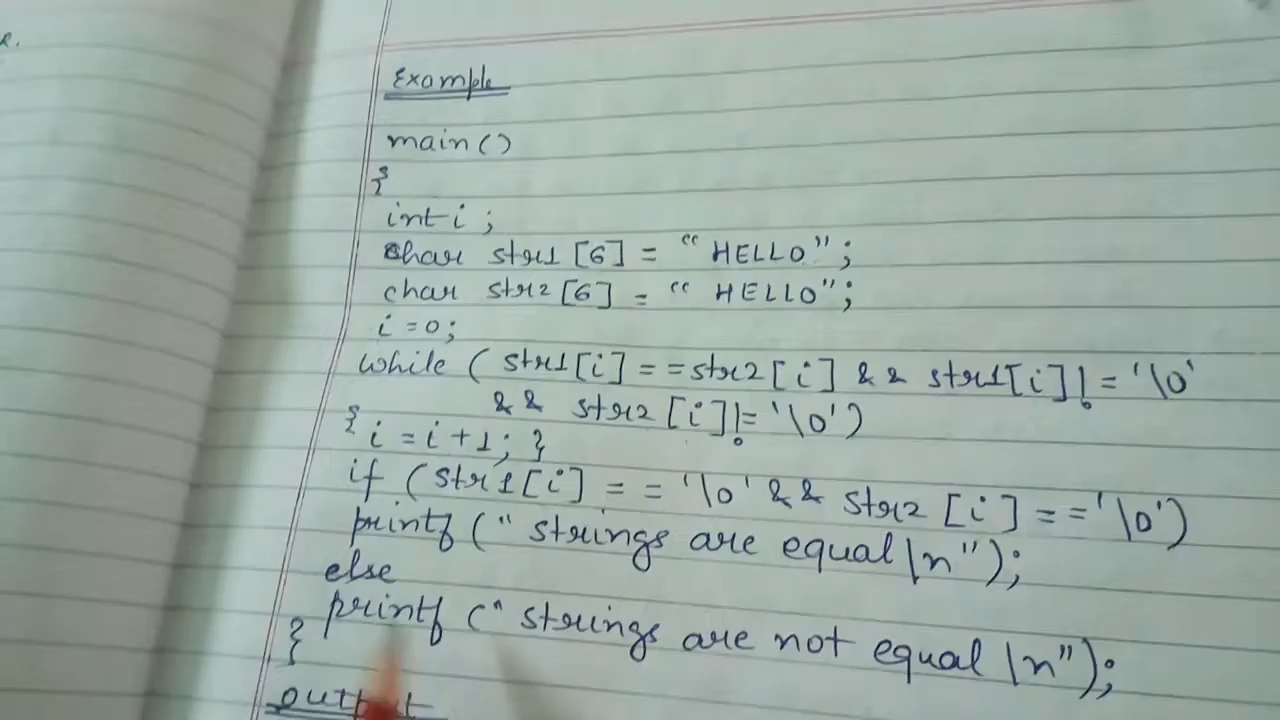 Example
main()
{
int i ;
char str1 [6] = "HELLO";
char str2 [6] = "HELLO";
i = 0;
while ( str1[i] == str2 [i] && str1[i] != '\0'
&& str2 [i] != '\0')
{ i = i + 1; }
if ( str1[i] == '\0' && str2 [i] == '\0')
printf (" strings are equal \n");
else
printf (" strings are not equal \n");
}
output